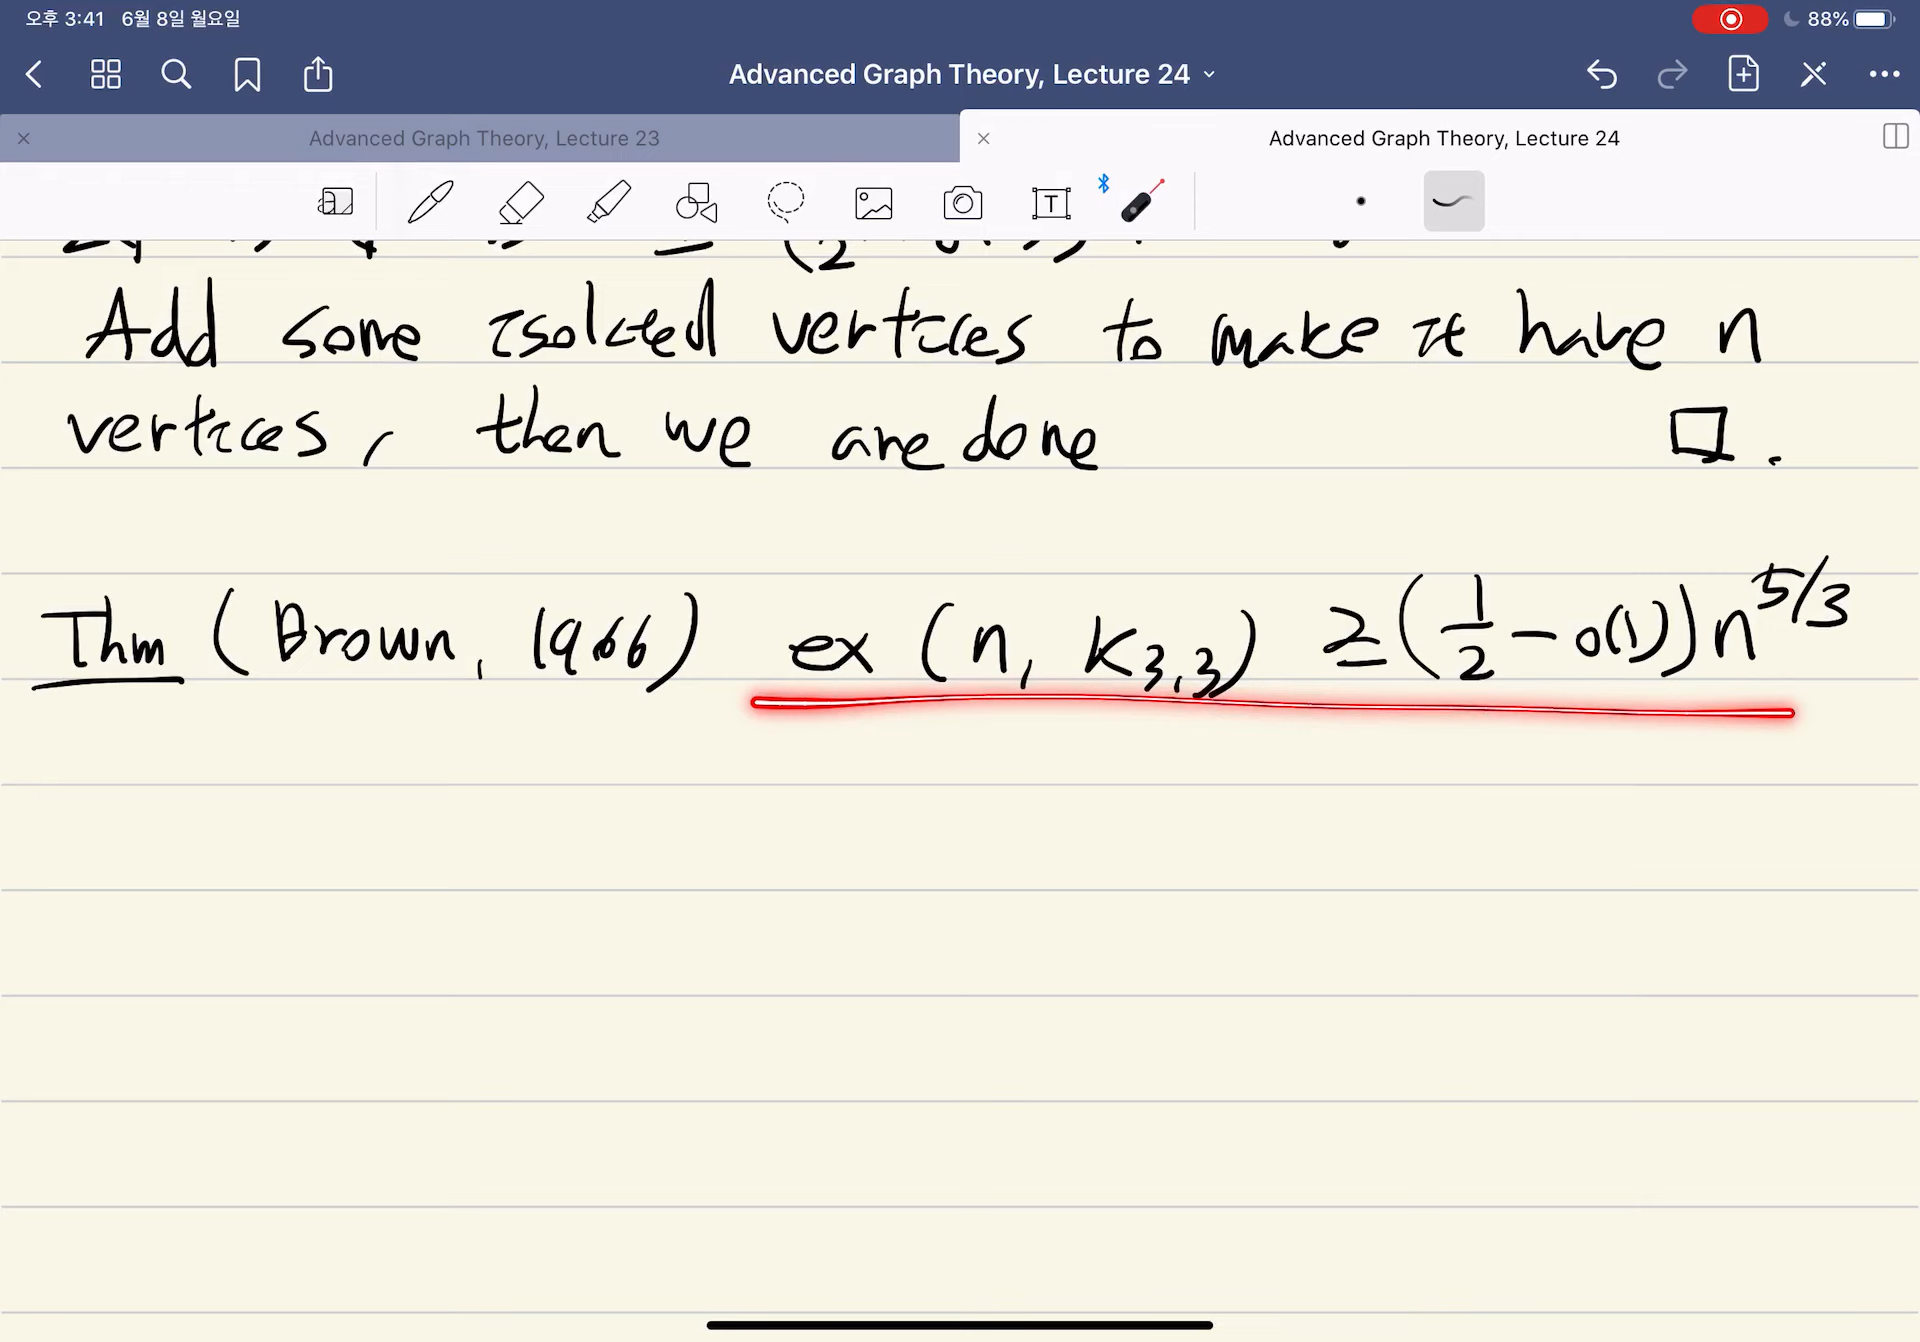 오후 3:41 6월 8일 월요일 88%
Advanced Graph Theory, Lecture 24
Advanced Graph Theory, Lecture 23 Advanced Graph Theory, Lecture 24
Add some isolated vertices to make it have n
vertices, then we are done □.
Thm (Brown, 1966) ex (n, K_{3,3}) ≥ (1/2 - o(1)) n^{5/3}